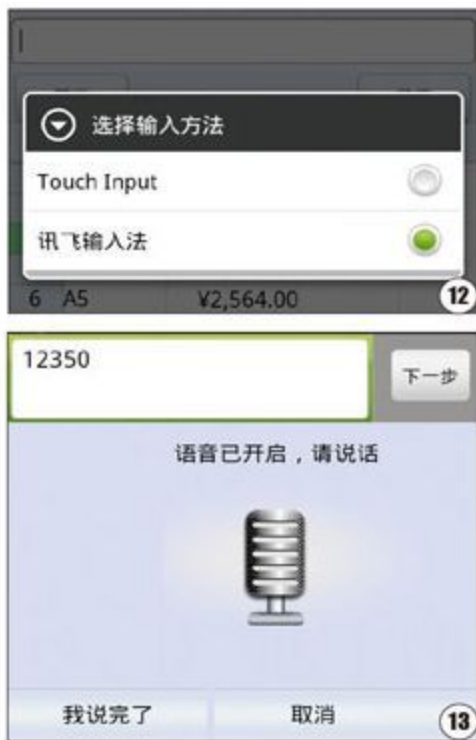 选择输入方法
Touch Input
讯飞输入法
6 A5 ¥2,564.00
12
12350
下一步
语音已开启，请说话
我说完了 取消
13